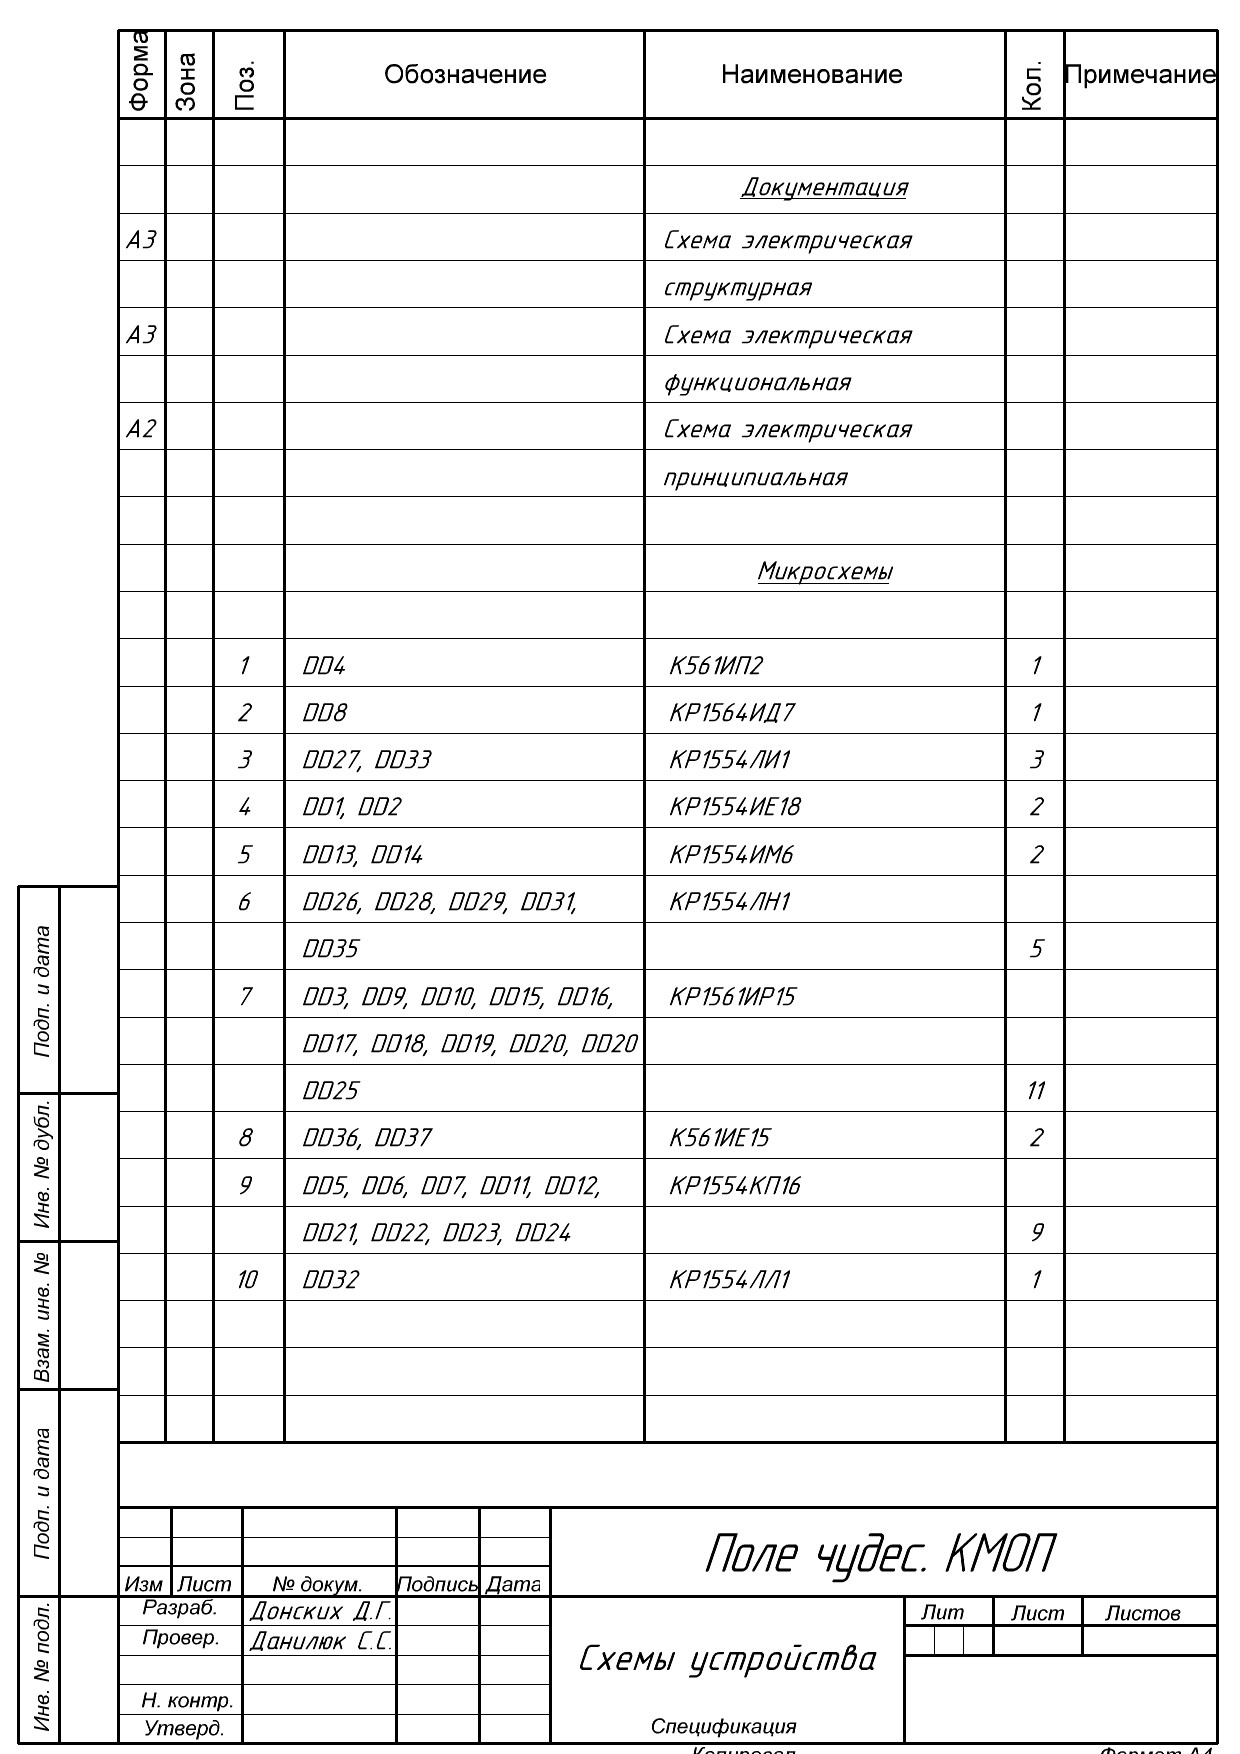 Форма Зона Поз. Обозначение Наименование Кол. Примечание
Документация
А3 Схема электрическая
структурная
А3 Схема электрическая
функциональная
А2 Схема электрическая
принципиальная
Микросхемы
1 DD4 К561ИП2 1
2 DD8 КР1564ИД7 1
3 DD27, DD33 КР1554ЛИ1 3
4 DD1, DD2 КР1554ИЕ18 2
5 DD13, DD14 КР1554ИМ6 2
6 DD26, DD28, DD29, DD31, КР1554ЛН1
DD35 5
7 DD3, DD9, DD10, DD15, DD16, КР1561ИР15
DD17, DD18, DD19, DD20, DD20
DD25 11
8 DD36, DD37 К561ИЕ15 2
9 DD5, DD6, DD7, DD11, DD12, КР1554КП16
DD21, DD22, DD23, DD24 9
10 DD32 КР1554ЛЛ1 1
Подп. и дата
Инв. № дубл.
Взам. инв. №
Подп. и дата
Инв. № подл.
Поле чудес. КМОП
Изм Лист № докум. Подпись Дата
Разраб. Донских Д.Г.
Провер. Данилюк С.С.
Н. контр.
Утверд.
Схемы устройства
Лит Лист Листов
Спецификация
Копировал
Формат А4